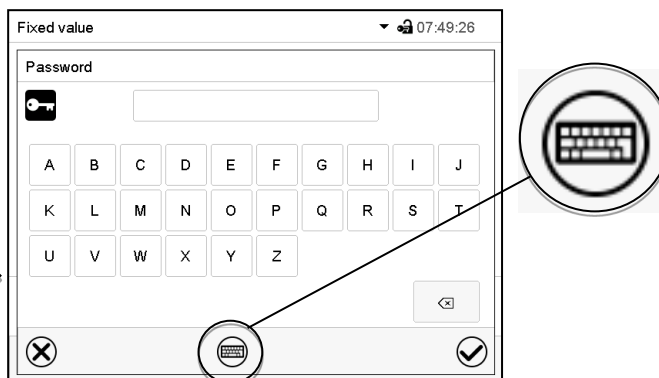 Fixed value 07:49:26
Password
A B C D E F G H I J
K L M N O P Q R S T
U V W X Y Z